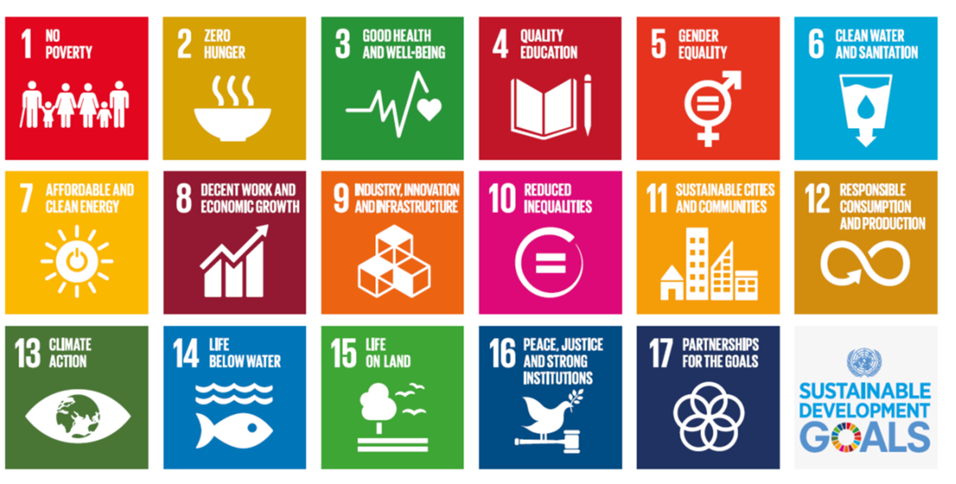 1 NO
POVERTY
2 ZERO
HUNGER
3 GOOD HEALTH
AND WELL-BEING
4 QUALITY
EDUCATION
5 GENDER
EQUALITY
6 CLEAN WATER
AND SANITATION
7 AFFORDABLE AND
CLEAN ENERGY
8 DECENT WORK AND
ECONOMIC GROWTH
9 INDUSTRY, INNOVATION
AND INFRASTRUCTURE
10 REDUCED
INEQUALITIES
11 SUSTAINABLE CITIES
AND COMMUNITIES
12 RESPONSIBLE
CONSUMPTION
AND PRODUCTION
13 CLIMATE
ACTION
14 LIFE
BELOW WATER
15 LIFE
ON LAND
16 PEACE, JUSTICE
AND STRONG
INSTITUTIONS
17 PARTNERSHIPS
FOR THE GOALS
SUSTAINABLE
DEVELOPMENT
GOALS